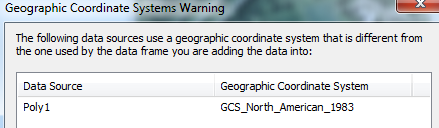 Geographic Coordinate Systems Warning
The following data sources use a geographic coordinate system that is different from
the one used by the data frame you are adding the data into:
Data Source Geographic Coordinate System
Poly1 GCS_North_American_1983